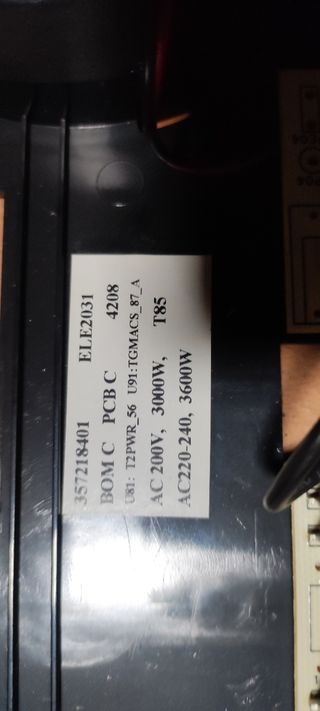 357218401 ELE2031
BOM C PCB C 4208
U81: T2PWR_56 U91:TGMACS_87_A
AC 200V, 3000W, T85
AC220-240, 3600W